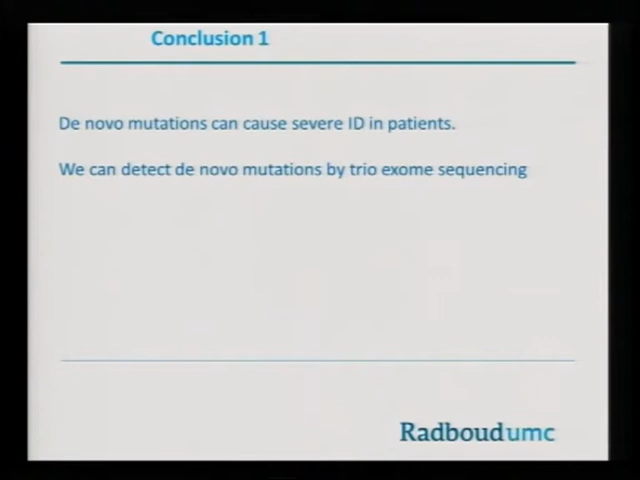 Conclusion 1
De novo mutations can cause severe ID in patients.
We can detect de novo mutations by trio exome sequencing
Radboudumc